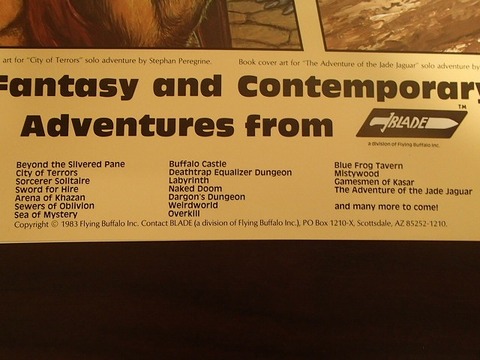 art for "City of Terrors" solo adventure by Stephan Peregrine.
Book cover art for "The Adventure of the Jade Jaguar" solo adventure by
Fantasy and Contemporary
Adventures from BLADE TM
a division of Flying Buffalo Inc.
Beyond the Silvered Pane
City of Terrors
Sorcerer Solitaire
Sword for Hire
Arena of Khazan
Sewers of Oblivion
Sea of Mystery
Buffalo Castle
Deathtrap Equalizer Dungeon
Labyrinth
Naked Doom
Dargon's Dungeon
Weirdworld
Overkill
Blue Frog Tavern
Mistywood
Gamesmen of Kasar
The Adventure of the Jade Jaguar
and many more to come!
Copyright © 1983 Flying Buffalo Inc. Contact BLADE (a division of Flying Buffalo Inc.), PO Box 1210-X, Scottsdale, AZ 85252-1210.